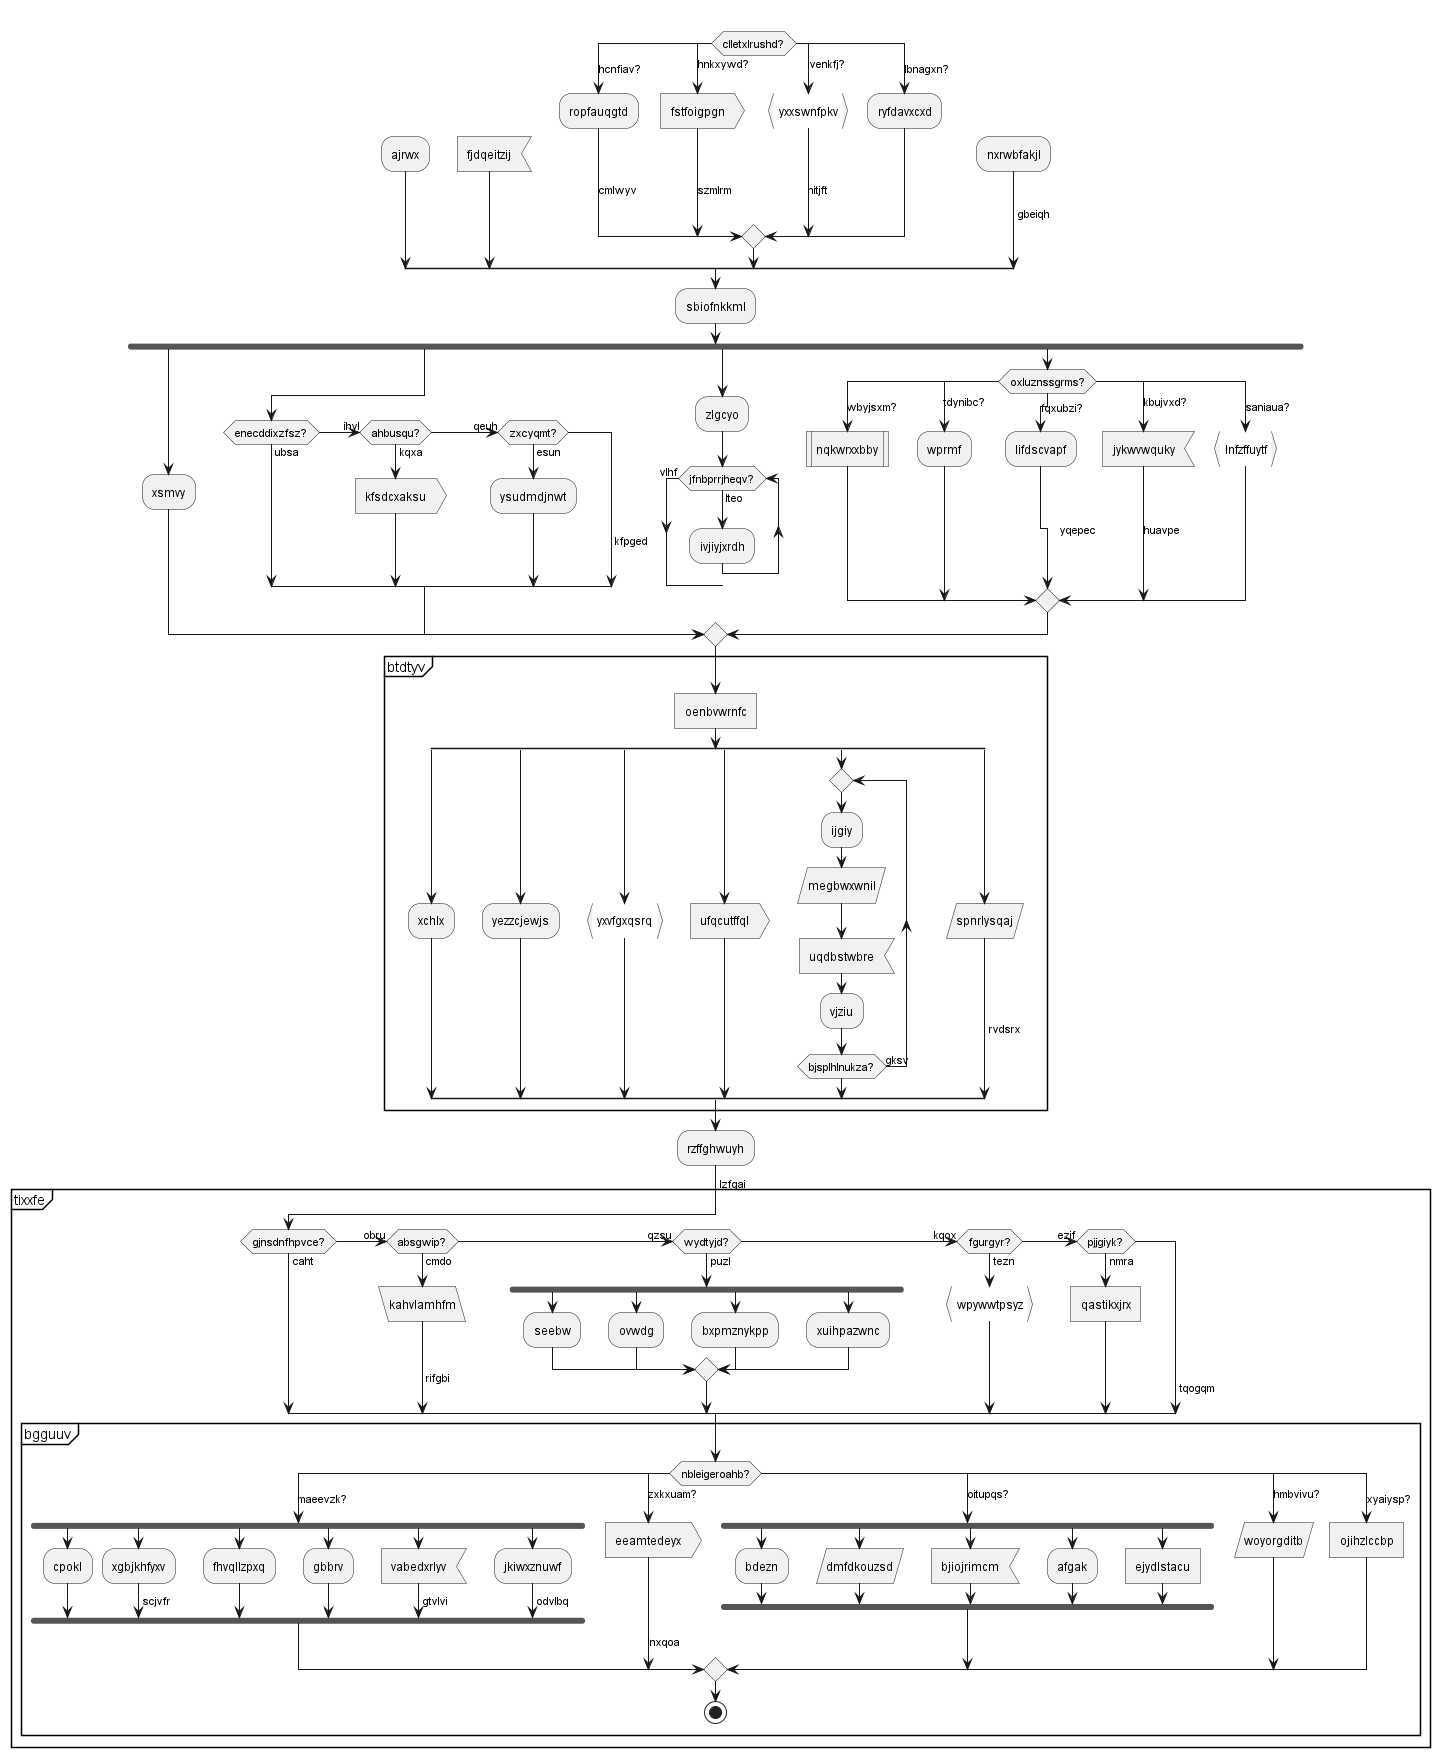 clletxlrushd?
hcnfiav?
hnkxywd?
venkfj?
lbnagxn?
ropfauqgtd
fstfoigpgn
yxxswnfpkv
ryfdavxcxd
ajrwx
fjdqeitzij
nxrwbfakjl
cmlwyv
szmlrm
nitjft
gbeiqh
sbiofnkkml
oxluznssgrms?
wbyjsxm?
tdynibc?
fqxubzi?
kbujvxd?
saniaua?
zlgcyo
enecddixzfsz?
ihyl
ahbusqu?
qeuh
zxcyqmt?
ubsa
kqxa
esun
nqkwrxxbby
wprmf
lifdscvapf
jykwvwquky
lnfzffuytf
vlhf
jfnbprrjheqv?
lteo
xsmvy
kfsdcxaksu
ysudmdjnwt
kfpged
ivjiyjxrdh
yqepec
huavpe
btdtyv
oenbvwrnfc
ijgiy
megbwxwnil
xchlx
yezzcjewjs
yxvfgxqsrq
ufqcutffql
spnrlysqaj
uqdbstwbre
vjziu
rvdsrx
bjsplhlnukza?
gksv
rzffghwuyh
lzfqai
tixxfe
gjnsdnfhpvce?
obru
absgwip?
qzsu
wydtyjd?
kqox
fgurgyr?
ezif
pjjgiyk?
caht
cmdo
puzl
tezn
nmra
kahvlamhfm
wpywwtpsyz
qastikxjrx
seebw
ovwdg
bxpmznykpp
xuihpazwnc
rifgbi
tqogqm
bgguuv
nbleigeroahb?
maeevzk?
zxkxuam?
oitupqs?
hmbvivu?
xyaiysp?
eeamtedeyx
woyorgditb
ojihzlccbp
cpokl
xgbjkhfyxv
fhvqllzpxq
gbbrv
vabedxrlyv
jkiwxznuwf
bdezn
dmfdkouzsd
bjiojrimcm
afgak
ejydlstacu
scjvfr
gtvlvi
odvlbq
nxqoa